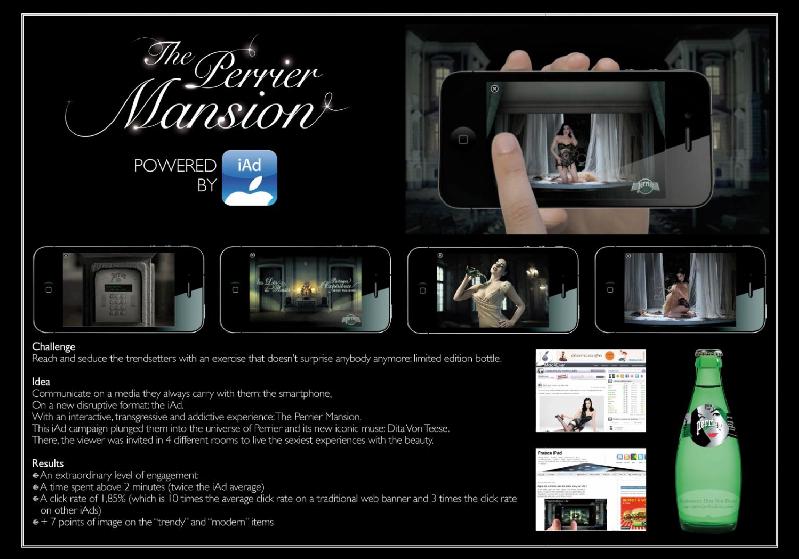 The Perrier
Mansion
POWERED
BY
iAd
Perrier
Challenge
Reach and seduce the trendsetters with an exercise that doesn't surprise anybody anymore: limited edition bottle.
Idea
Communicate on a media they always carry with them: the smartphone,
On a new disruptive format: the iAd,
With an interactive, transgressive and addictive experience: The Perrier Mansion.
This iAd campaign plunged them into the universe of Perrier and its new iconic muse: Dita Von Teese.
There, the viewer was invited in 4 different rooms to live the sexiest experiences with the beauty.
Results
An extraordinary level of engagement:
A time spent above 2 minutes (twice the iAd average)
A click rate of 1,85% (which is 10 times the average click rate on a traditional web banner and 3 times the click rate
on other iAds)
+ 7 points of image on the "trendy" and "modern" items
France iPad
Perrier